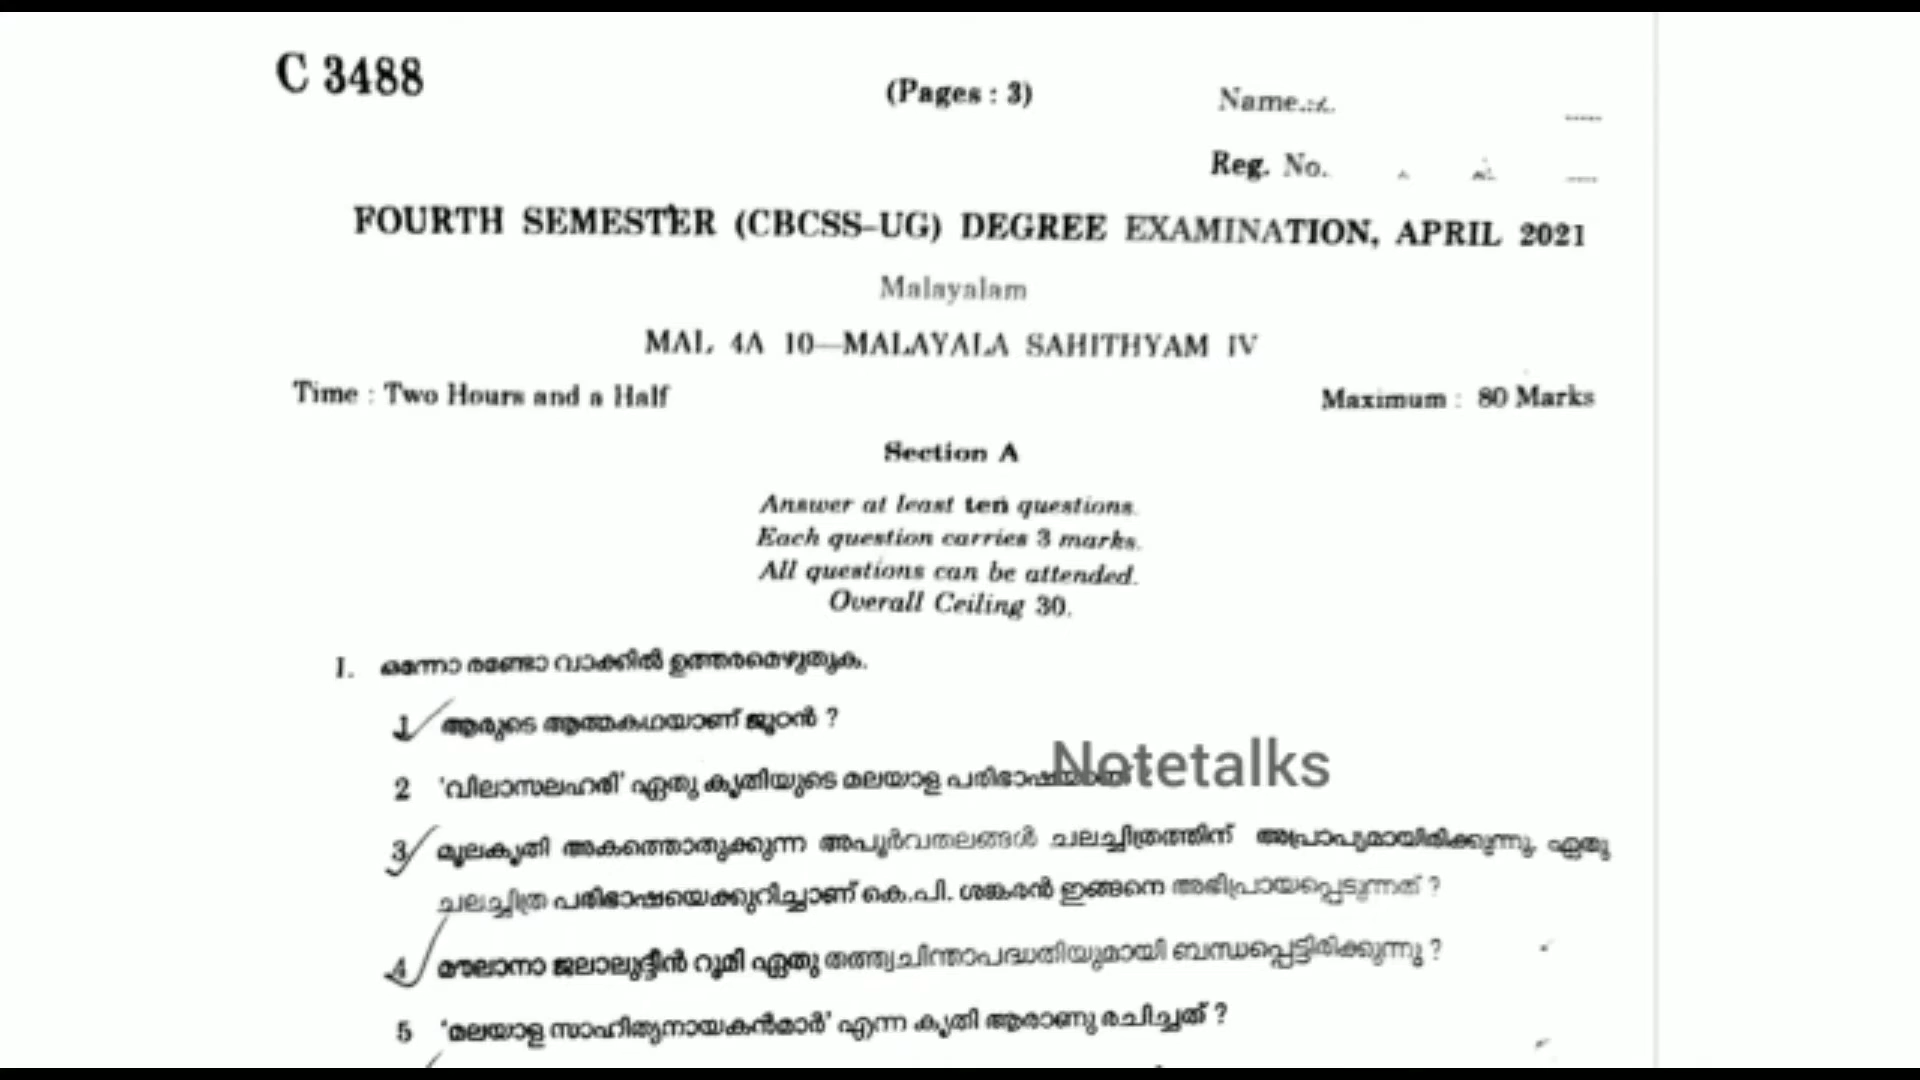 C 3488
(Pages : 3)
Name
Reg. No.
FOURTH SEMESTER (CBCSS–UG) DEGREE EXAMINATION, APRIL 2021
Malayalam
MAL 4A 10—MALAYALA SAHITHYAM IV
Time : Two Hours and a Half
Maximum : 80 Marks
Section A
Answer at least ten questions.
Each question carries 3 marks.
All questions can be attended.
Overall Ceiling 30.
I. ഒന്നോ രണ്ടോ വാക്കിൽ ഉത്തരമെഴുതുക.
1 ആരുടെ ആത്മകഥയാണ് ജൂഠൻ ?
2 'വിലാസലഹരി' ഏതു കൃതിയുടെ മലയാള പരിഭാഷയാണ് ?
Notetalks
3 മൂലകൃതി അകത്തൊതുക്കുന്ന അപൂർവതലങ്ങൾ ചലച്ചിത്രത്തിന് അപ്രാപ്യമായിരിക്കുന്നു. ഏതു
ചലച്ചിത്ര പരിഭാഷയെക്കുറിച്ചാണ് കെ.പി. ശങ്കരൻ ഇങ്ങനെ അഭിപ്രായപ്പെടുന്നത് ?
4 മൗലാനാ ജലാലുദ്ദീൻ റൂമി ഏതു തത്ത്വചിന്താപദ്ധതിയുമായി ബന്ധപ്പെട്ടിരിക്കുന്നു ?
5 'മലയാള സാഹിത്യനായകൻമാർ' എന്ന കൃതി ആരാണു രചിച്ചത് ?